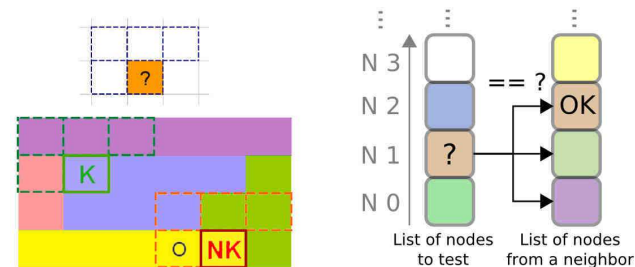 ?
K
O
NK
⋮ ⋮ ⋮
N 3
== ?
N 2
OK
N 1
?
N 0
List of nodes
to test
List of nodes
from a neighbor